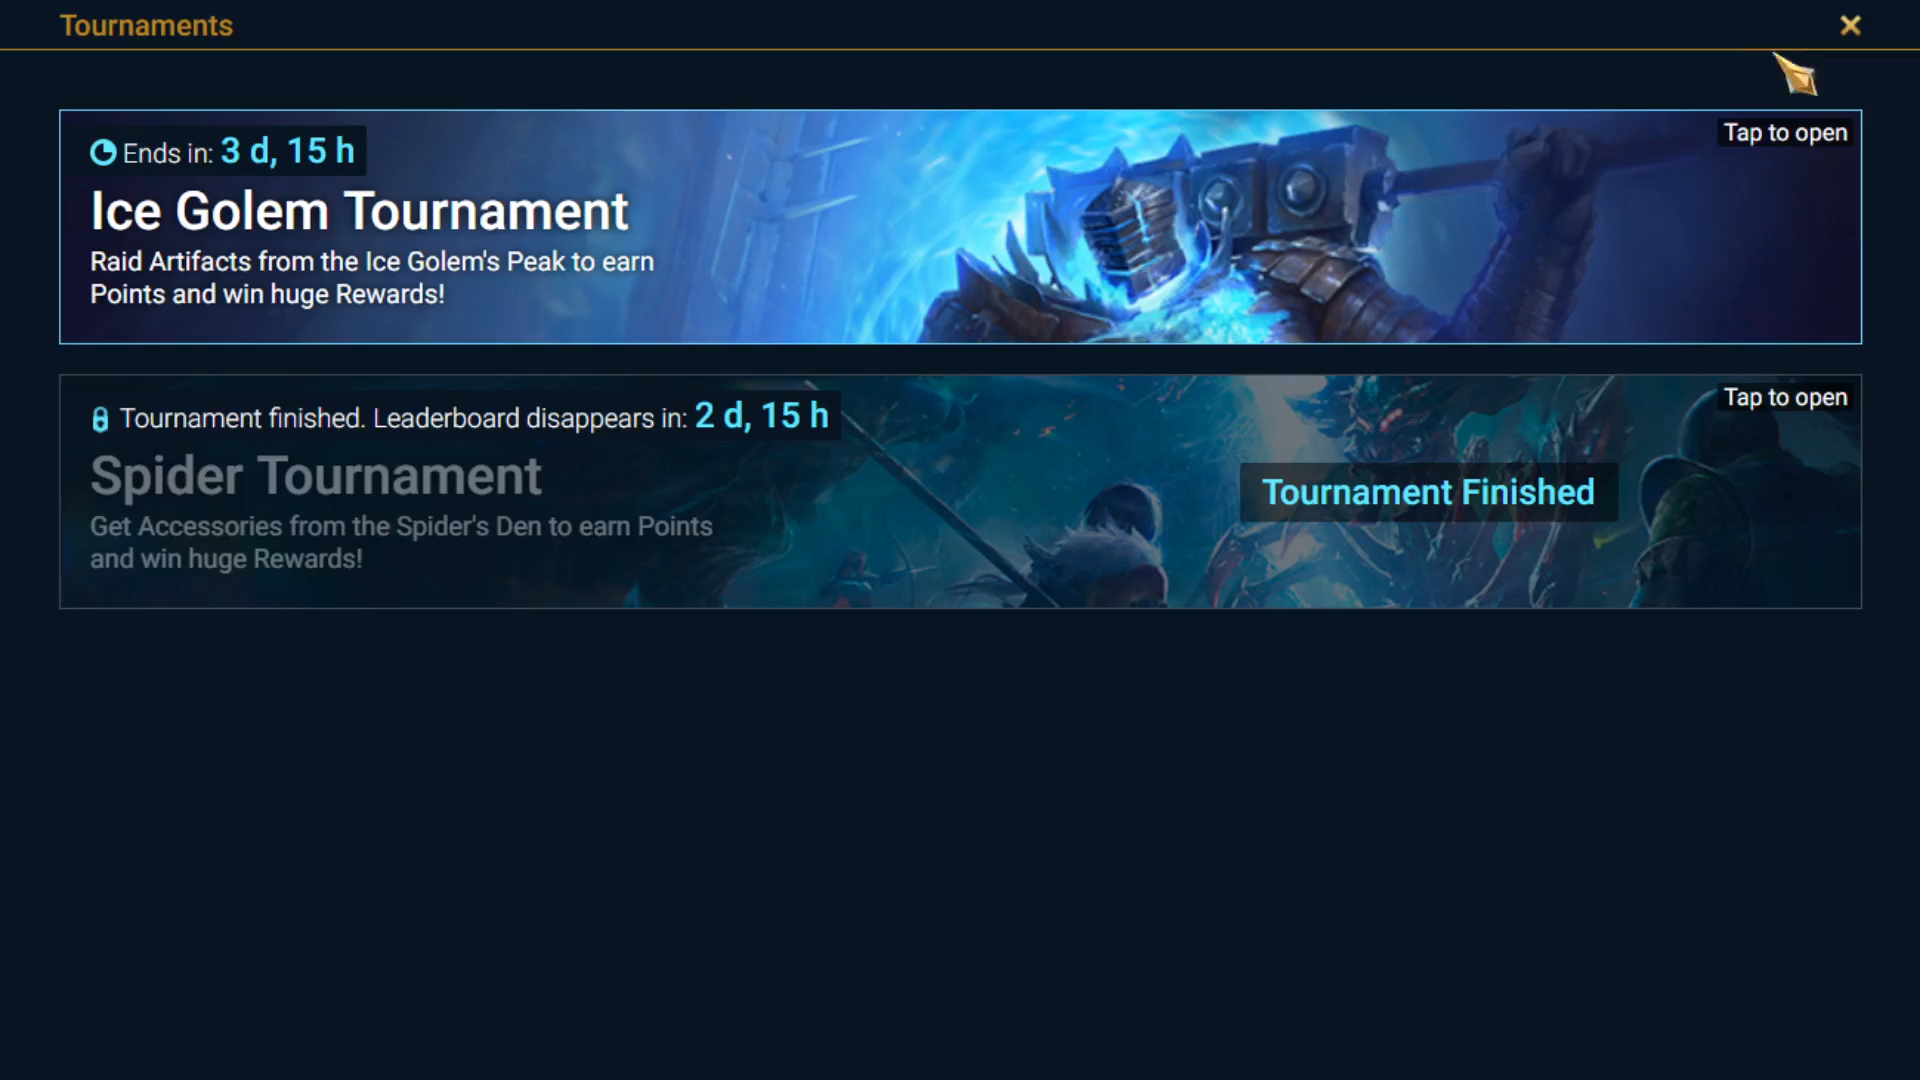 Tournaments
Ends in: 3 d, 15 h
Tap to open
Ice Golem Tournament
Raid Artifacts from the Ice Golem's Peak to earn
Points and win huge Rewards!
Tournament finished. Leaderboard disappears in: 2 d, 15 h
Tap to open
Spider Tournament
Tournament Finished
Get Accessories from the Spider's Den to earn Points
and win huge Rewards!